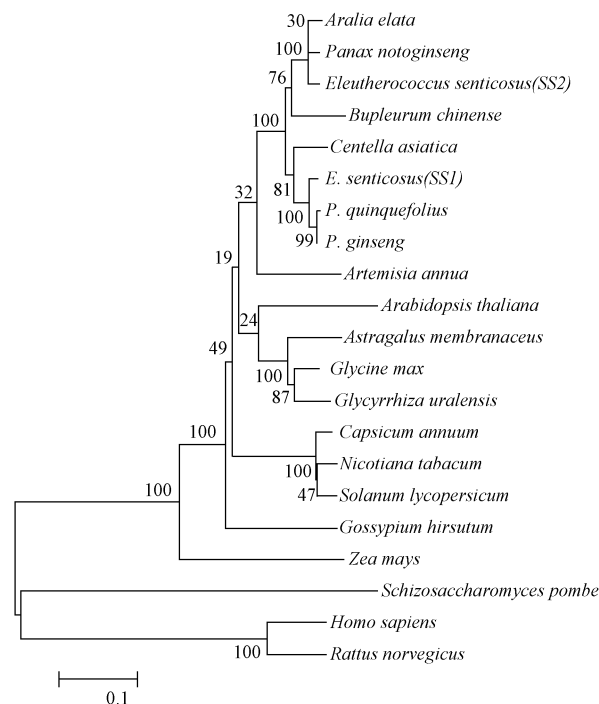 30
Aralia elata
100
Panax notoginseng
76
Eleutherococcus senticosus(SS2)
100
Bupleurum chinense
Centella asiatica
81
E. senticosus(SS1)
32
100
P. quinquefolius
99
P. ginseng
19
Artemisia annua
24
Arabidopsis thaliana
49
Astragalus membranaceus
100
Glycine max
87
Glycyrrhiza uralensis
100
Capsicum annuum
100
Nicotiana tabacum
47
Solanum lycopersicum
100
Gossypium hirsutum
Zea mays
Schizosaccharomyces pombe
Homo sapiens
100
Rattus norvegicus
0.1